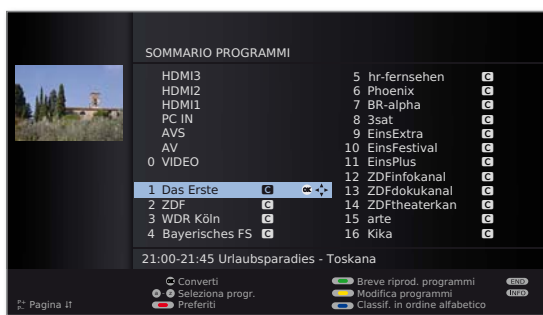 SOMMARIO PROGRAMMI
HDMI3
HDMI2
HDMI1
PC IN
AVS
AV
0 VIDEO
1 Das Erste C OK
2 ZDF C
3 WDR Köln C
4 Bayerisches FS C
5 hr-fernsehen C
6 Phoenix C
7 BR-alpha C
8 3sat C
9 EinsExtra C
10 EinsFestival C
11 EinsPlus C
12 ZDFinfokanal C
13 ZDFdokukanal C
14 ZDFtheaterkan C
15 arte C
16 Kika C
21:00-21:45 Urlaubsparadies - Toskana
OK Converti
Seleziona progr.
Preferiti
Breve riprod. programmi END
Modifica programmi INFO
Classif. in ordine alfabetico
P+ P– Pagina